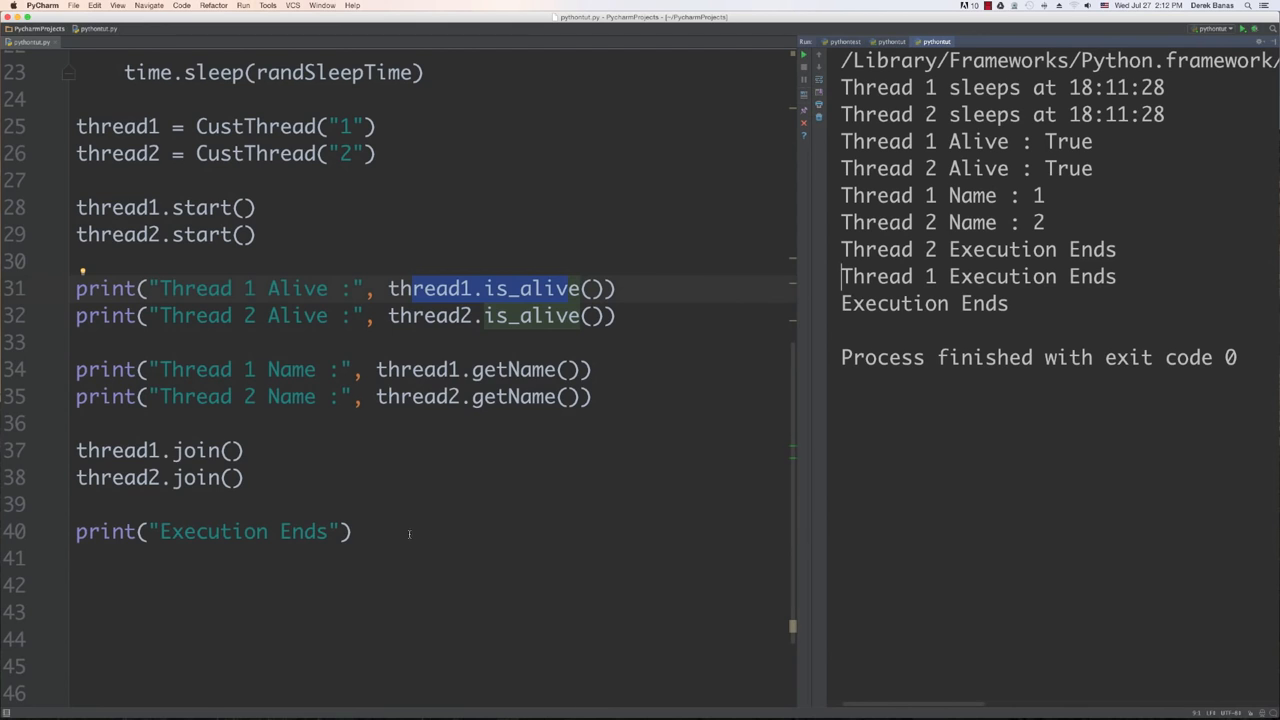 PyCharm File Edit View Navigate Code Refactor Run Tools VCS Window Help 10 Wed Jul 27 2:12 PM Derek Banas
pythontut.py - PycharmProjects - [~/PycharmProjects]
PycharmProjects pythontut.py pythontut
pythontut.py
Run: pythontest pythontut pythontut
23 time.sleep(randSleepTime)
24
25 thread1 = CustThread("1")
26 thread2 = CustThread("2")
27
28 thread1.start()
29 thread2.start()
30
31 print("Thread 1 Alive :", thread1.is_alive())
32 print("Thread 2 Alive :", thread2.is_alive())
33
34 print("Thread 1 Name :", thread1.getName())
35 print("Thread 2 Name :", thread2.getName())
36
37 thread1.join()
38 thread2.join()
39
40 print("Execution Ends")
41
42
43
44
45
46
/Library/Frameworks/Python.framework/
Thread 1 sleeps at 18:11:28
Thread 2 sleeps at 18:11:28
Thread 1 Alive : True
Thread 2 Alive : True
Thread 1 Name : 1
Thread 2 Name : 2
Thread 2 Execution Ends
Thread 1 Execution Ends
Execution Ends
Process finished with exit code 0
9:1 LF‡ UTF-8‡